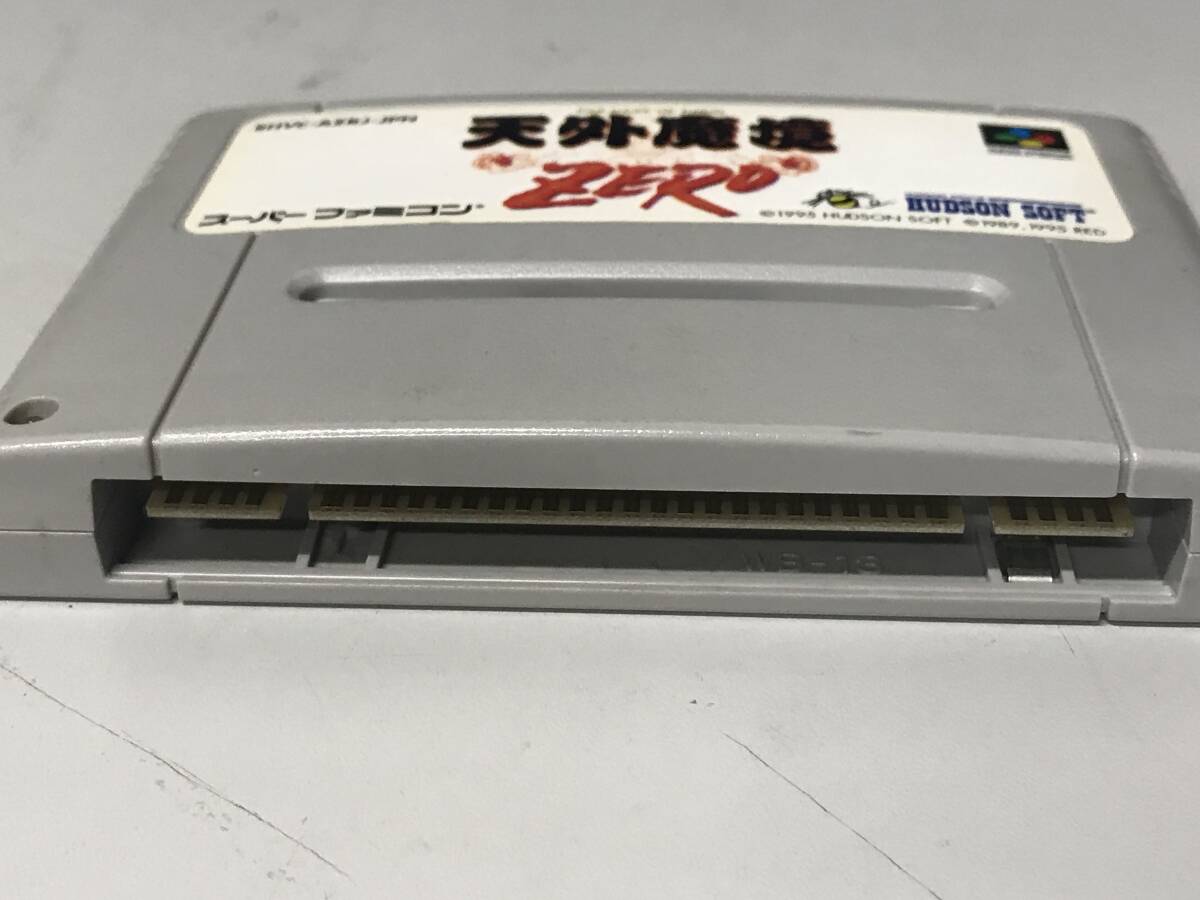 SHVC-AZRJ-JPN
天外魔境
ZERO
スーパーファミコン
HUDSON SOFT
©1995 HUDSON SOFT ©1989, 1995 RED